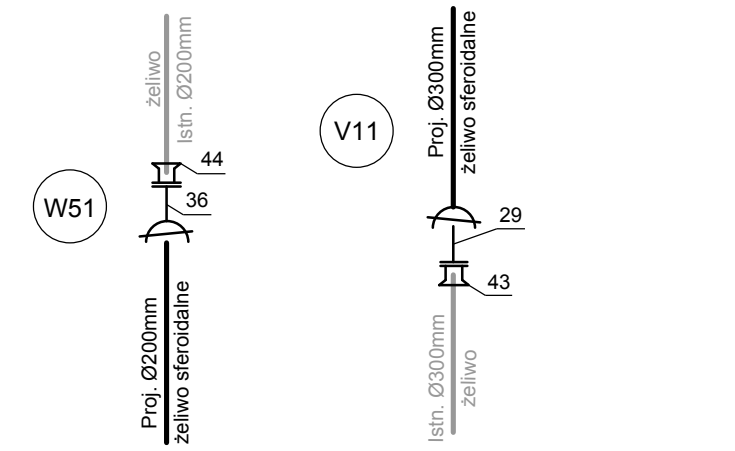 żeliwo
Istn. Ø200mm
44
W51
36
Proj. Ø200mm
żeliwo sferoidalne
V11
Proj. Ø300mm
żeliwo sferoidalne
29
43
Istn. Ø300mm
żeliwo